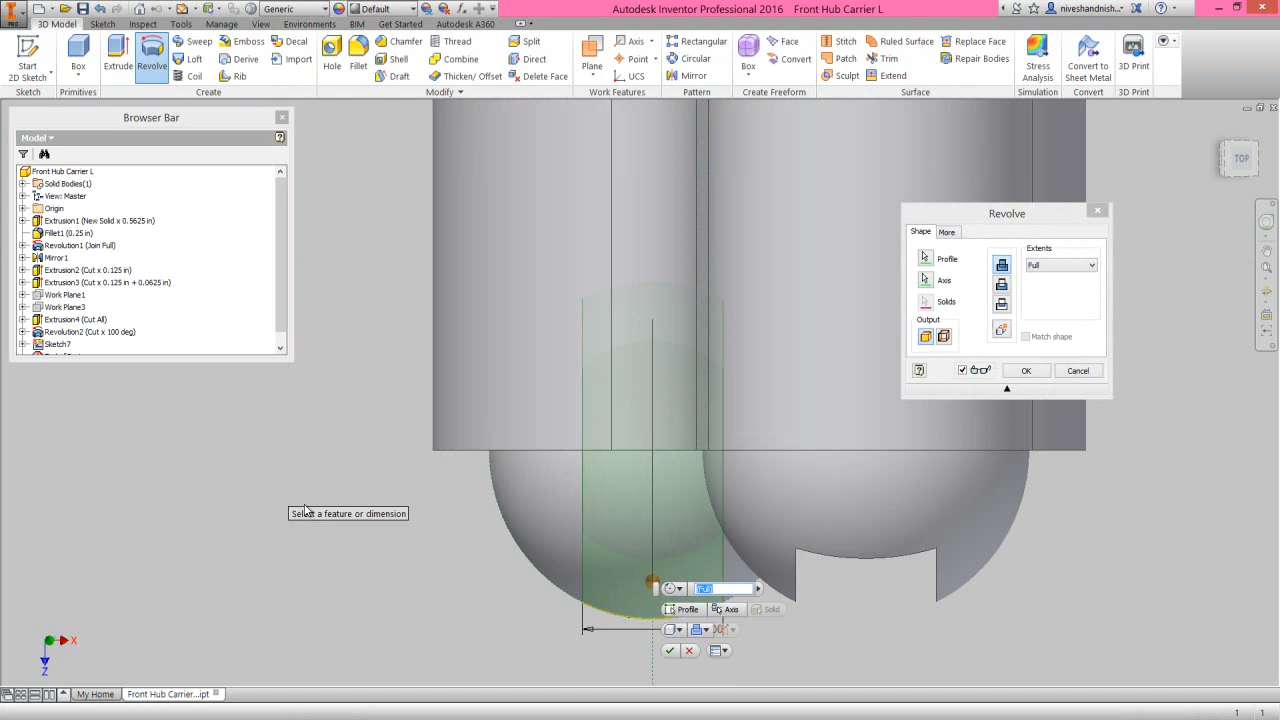 Generic
Default
Autodesk Inventor Professional 2016 Front Hub Carrier L
niveshandnish...
PRO
3D Model Sketch Inspect Tools Manage View Environments BIM Get Started Autodesk A360
Start
2D Sketch
Box
Extrude
Revolve
Sweep
Loft
Coil
Emboss
Derive
Rib
Decal
Import
Hole
Fillet
Chamfer
Shell
Draft
Thread
Combine
Thicken/ Offset
Split
Direct
Delete Face
Plane
Axis
Point
UCS
Rectangular
Circular
Mirror
Box
Face
Convert
Stitch
Patch
Sculpt
Ruled Surface
Trim
Extend
Replace Face
Repair Bodies
Stress
Analysis
Convert to
Sheet Metal
3D Print
Sketch Primitives Create Modify Work Features Pattern Create Freeform Surface Simulation Convert 3D Print
Browser Bar
Model
Front Hub Carrier L
Solid Bodies(1)
View: Master
Origin
Extrusion1 (New Solid x 0.5625 in)
Fillet1 (0.25 in)
Revolution1 (Join Full)
Mirror1
Extrusion2 (Cut x 0.125 in)
Extrusion3 (Cut x 0.125 in + 0.0625 in)
Work Plane1
Work Plane3
Extrusion4 (Cut All)
Revolution2 (Cut x 100 deg)
Sketch7
TOP
Revolve
Shape More
Profile
Axis
Solids
Output
Extents
Full
Match shape
OK
Cancel
Select a feature or dimension
Full
Profile Axis Solid
X
Z
My Home
Front Hub Carrier...ipt
1 1